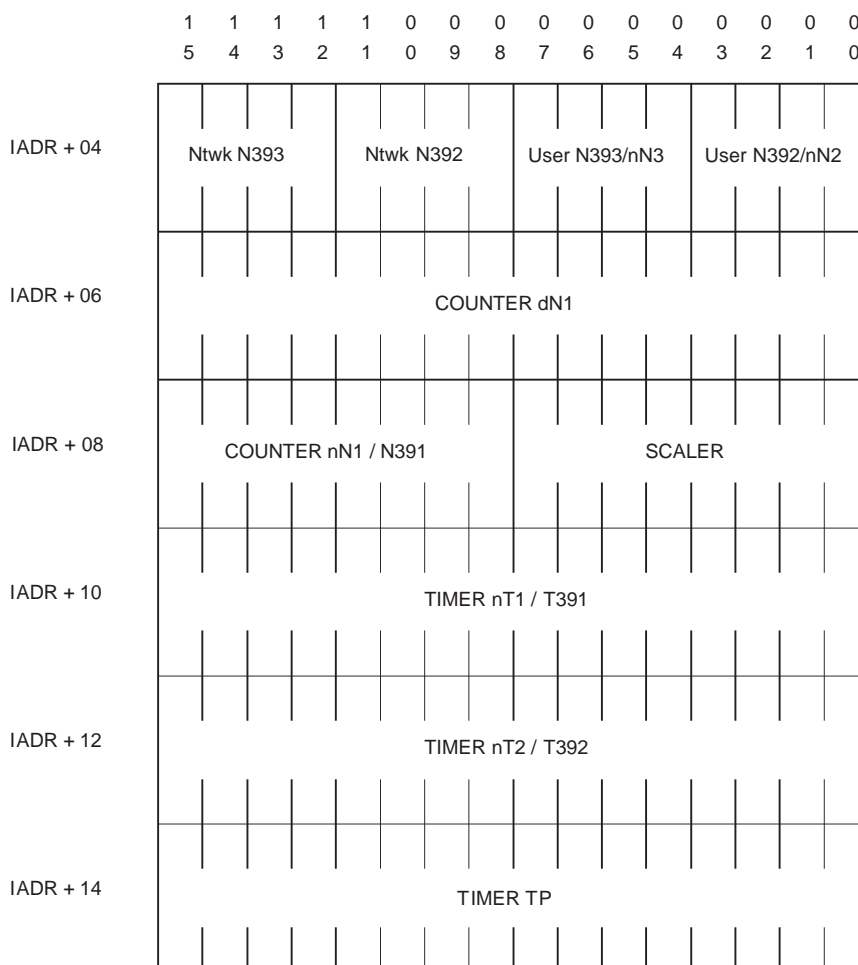 1 1 1 1 1 0 0 0 0 0 0 0 0 0 0 0
5 4 3 2 1 0 9 8 7 6 5 4 3 2 1 0
IADR + 04 Ntwk N393 Ntwk N392 User N393/nN3 User N392/nN2
IADR + 06 COUNTER dN1
IADR + 08 COUNTER nN1 / N391 SCALER
IADR + 10 TIMER nT1 / T391
IADR + 12 TIMER nT2 / T392
IADR + 14 TIMER TP